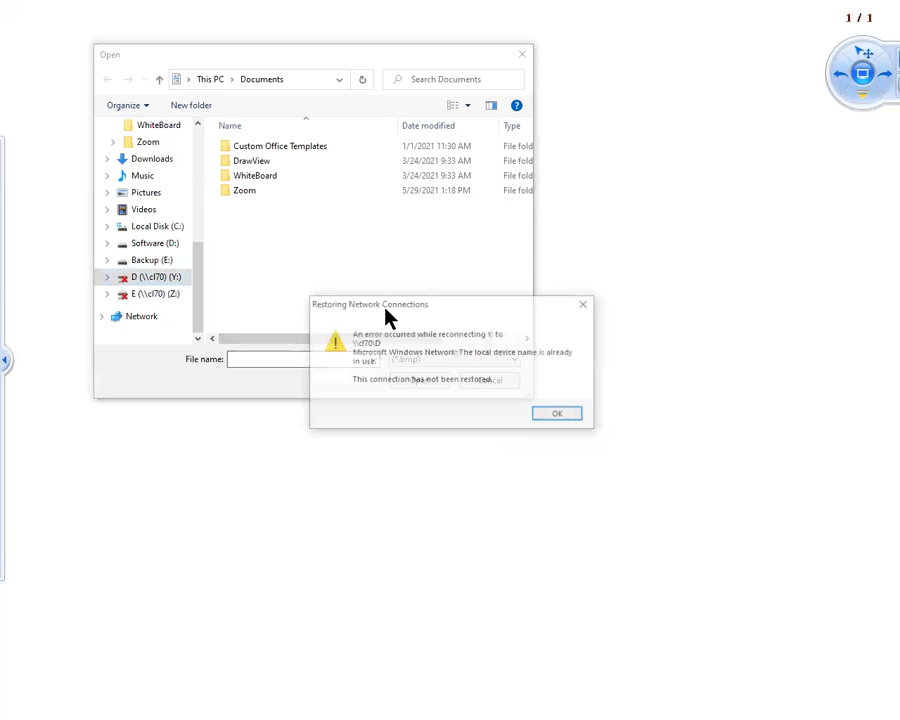 1 / 1
Open
This PC > Documents
Search Documents
Organize
New folder
Name
Date modified
Type
WhiteBoard
Zoom
Downloads
Music
Pictures
Videos
Local Disk (C:)
Software (D:)
Backup (E:)
D (\\cl70) (Y:)
E (\\cl70) (Z:)
Network
Custom Office Templates 1/1/2021 11:30 AM File fold
DrawView 3/24/2021 9:33 AM File fold
WhiteBoard 3/24/2021 9:33 AM File fold
Zoom 5/29/2021 1:18 PM File fold
File name:
(*.bmp)
Open
Cancel
Restoring Network Connections
An error occurred while reconnecting Y: to
\\cl70\D
Microsoft Windows Network: The local device name is already
in use.
This connection has not been restored.
OK